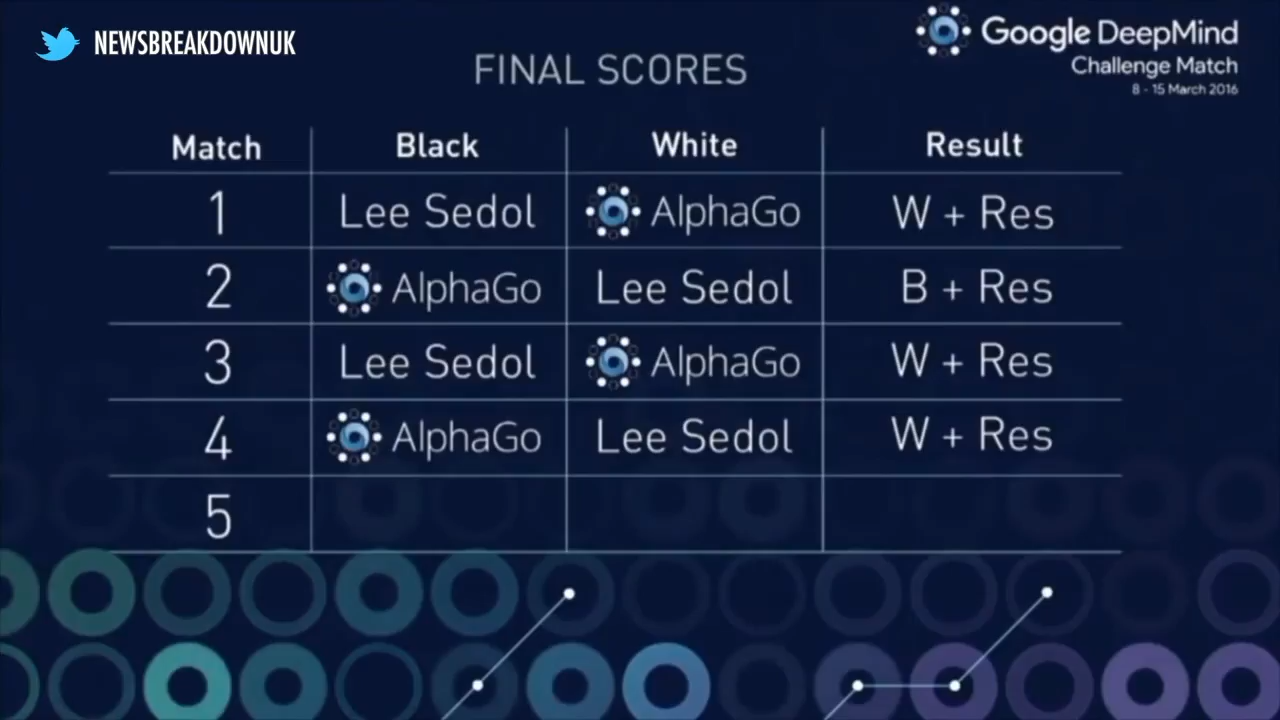 NEWSBREAKDOWNUK
Google DeepMind
Challenge Match
8 - 15 March 2016
FINAL SCORES
Match Black White Result
1 Lee Sedol AlphaGo W + Res
2 AlphaGo Lee Sedol B + Res
3 Lee Sedol AlphaGo W + Res
4 AlphaGo Lee Sedol W + Res
5